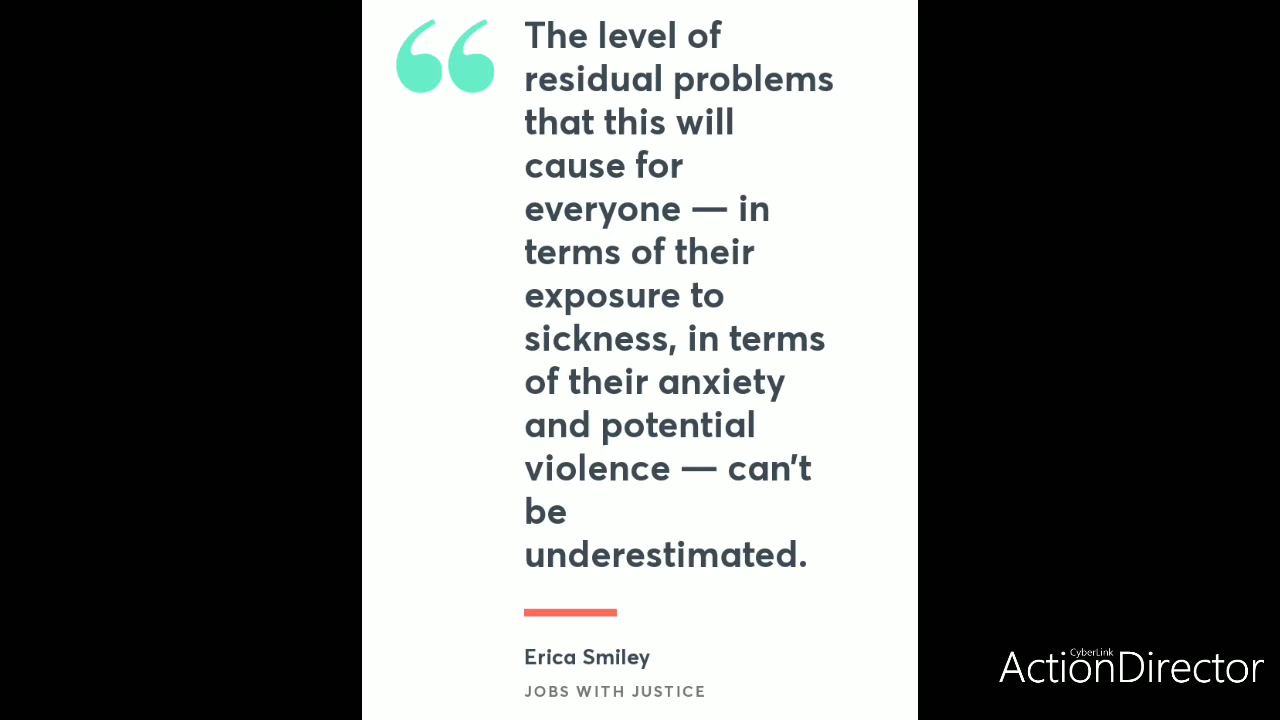 The level of
residual problems
that this will
cause for
everyone — in
terms of their
exposure to
sickness, in terms
of their anxiety
and potential
violence — can’t
be
underestimated.
Erica Smiley
JOBS WITH JUSTICE
CyberLink
ActionDirector